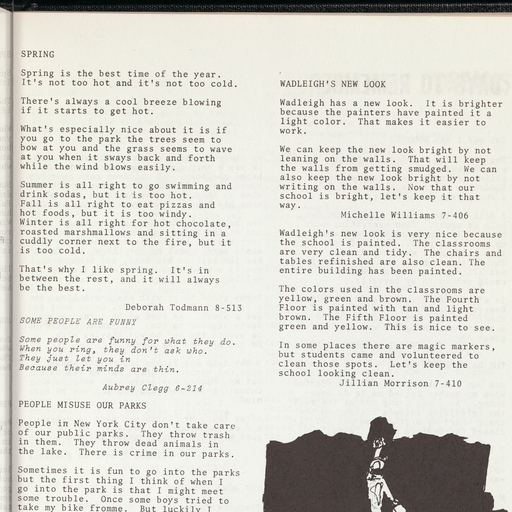 SPRING
Spring is the best time of the year.
It's not too hot and it's not too cold.
There's always a cool breeze blowing
if it starts to get hot.
What's especially nice about it is if
you go to the park the trees seem to
bow at you and the grass seems to wave
at you when it sways back and forth
while the wind blows easily.
Summer is all right to go swimming and
drink sodas, but it is too hot.
Fall is all right to eat pizzas and
hot foods, but it is too windy.
Winter is all right for hot chocolate,
roasted marshmallows and sitting in a
cuddly corner next to the fire, but it
is too cold.
That's why I like spring.  It's in
between the rest, and it will always
be the best.
Deborah Todmann 8-513
SOME PEOPLE ARE FUNNY
Some people are funny for what they do.
When you ring, they don't ask who.
They just let you in
Because their minds are thin.
Aubrey Clegg 6-214
PEOPLE MISUSE OUR PARKS
People in New York City don't take care
of our public parks.  They throw trash
in them.  They throw dead animals in
the lake.  There is crime in our parks.
Sometimes it is fun to go into the parks
but the first thing I think of when I
go into the park is that I might meet
some trouble.  Once some boys tried to
take my bike fromme.  But luckily I
WADLEIGH'S NEW LOOK
Wadleigh has a new look.  It is brighter
because the painters have painted it a
light color.  That makes it easier to
work.
We can keep the new look bright by not
leaning on the walls.  That will keep
the walls from getting smudged.  We can
also keep the new look bright by not
writing on the walls.  Now that our
school is bright, let's keep it that
way.
Michelle Williams 7-406
Wadleigh's new look is very nice because
the school is painted.  The classrooms
are very clean and tidy.  The chairs and
tables refinished are also clean. The
entire building has been painted.
The colors used in the classrooms are
yellow, green and brown.  The Fourth
Floor is painted with tan and light
brown.  The Fifth Floor is painted
green and yellow.  This is nice to see.
In some places there are magic markers,
but students came and volunteered to
clean those spots.  Let's keep the
school looking clean.
Jillian Morrison 7-410